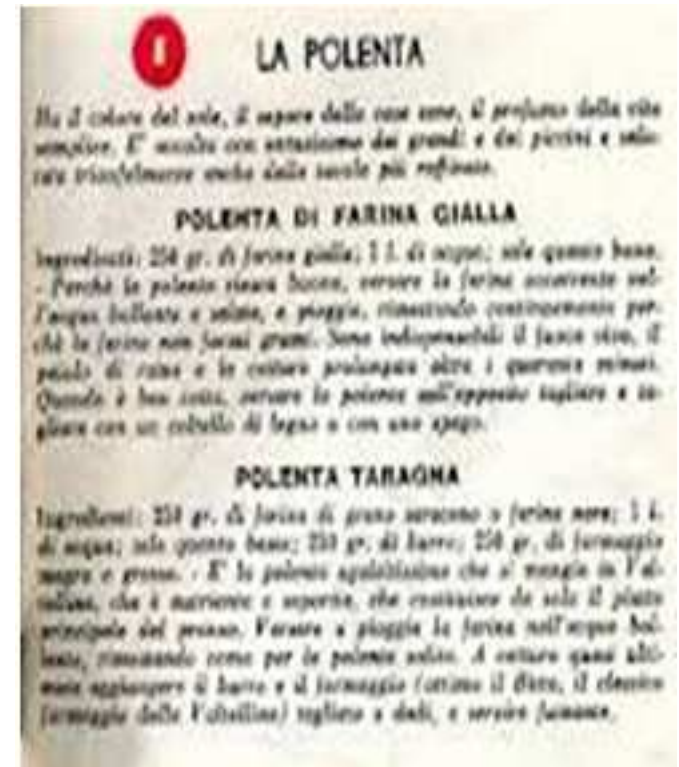 1
LA POLENTA
Ha il colore del sole, il sapore delle cose sane, il profumo della vita
semplice. E' accolta con entusiasmo dai grandi e dai piccini e
trionfalmente anche dalle tavole più raffinate.
POLENTA DI FARINA GIALLA
Ingredienti: 250 gr. di farina gialla; 1 l. di acqua; sale quanto basta.
- Perchè la polenta riesca buona, versare la farina occorrente nel-
l'acqua bollente e salata, a pioggia, rimestando continuamente per-
chè la farina non formi grumi. Sono indispensabili il fuoco vivo, il
paiolo di rame e la cottura prolungata oltre i quaranta minuti.
Quando è ben cotta, versare la polenta sull'apposito tagliere e ta-
gliare con un coltello di legno o con uno spago.
POLENTA TARAGNA
Ingredienti: 250 gr. di farina di grano saraceno o farina nera; 1 l.
di acqua; sale quanto basta; 250 gr. di burro; 250 gr. di formaggio
magro o grasso. - E' la polenta che si mangia in Val-
tellina, che è nutriente e saporita, che costituisce da sola il piatto
principale del pranzo. Versare a pioggia la farina nell'acqua bol-
lente, rimestando come per la polenta solita. A cottura quasi ulti-
mata aggiungere il burro e il formaggio (ottimo il Bitto, il classico
formaggio della Valtellina) tagliato a dadi, e servire fumante.